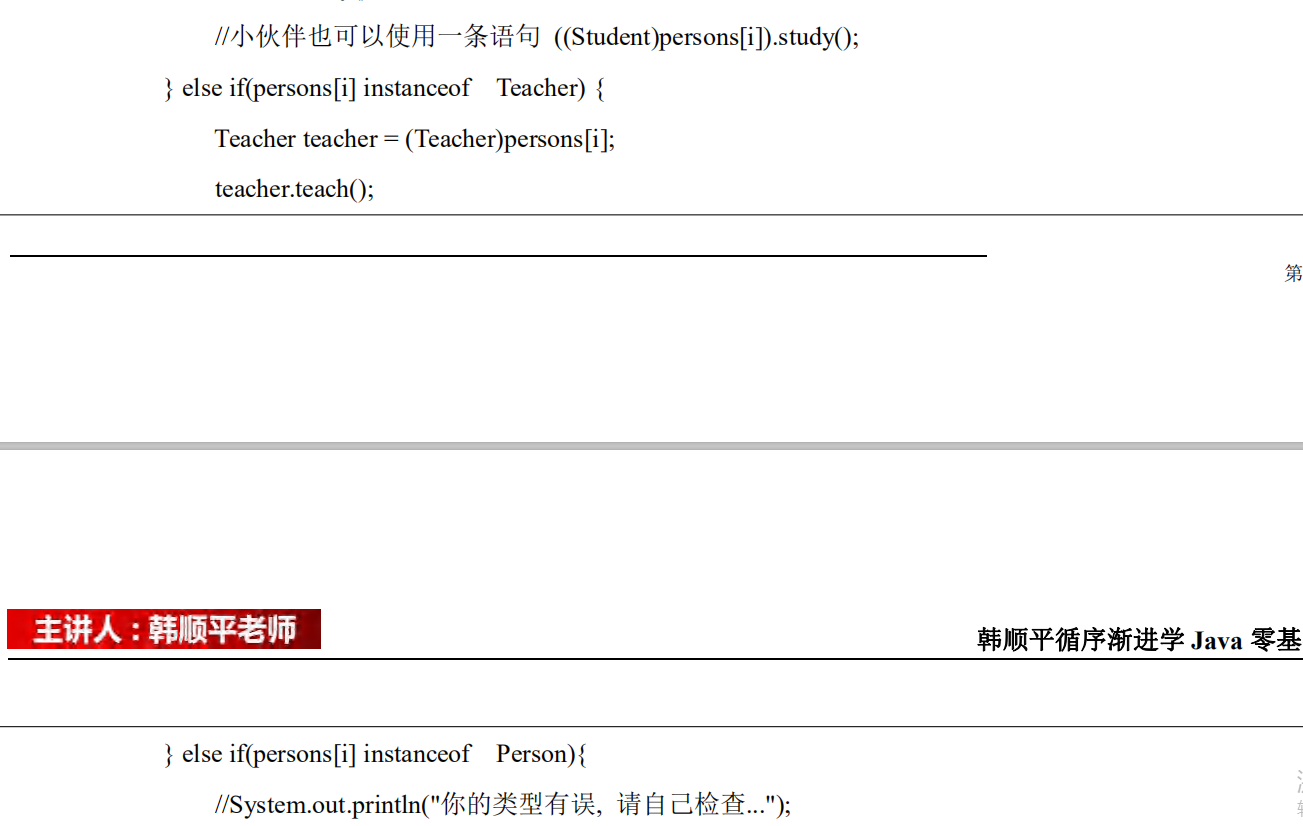 //小伙伴也可以使用一条语句 ((Student)persons[i]).study();
} else if(persons[i] instanceof Teacher) {
Teacher teacher = (Teacher)persons[i];
teacher.teach();
第
主讲人：韩顺平老师
韩顺平循序渐进学 Java 零基
} else if(persons[i] instanceof Person){
//System.out.println("你的类型有误, 请自己检查...");